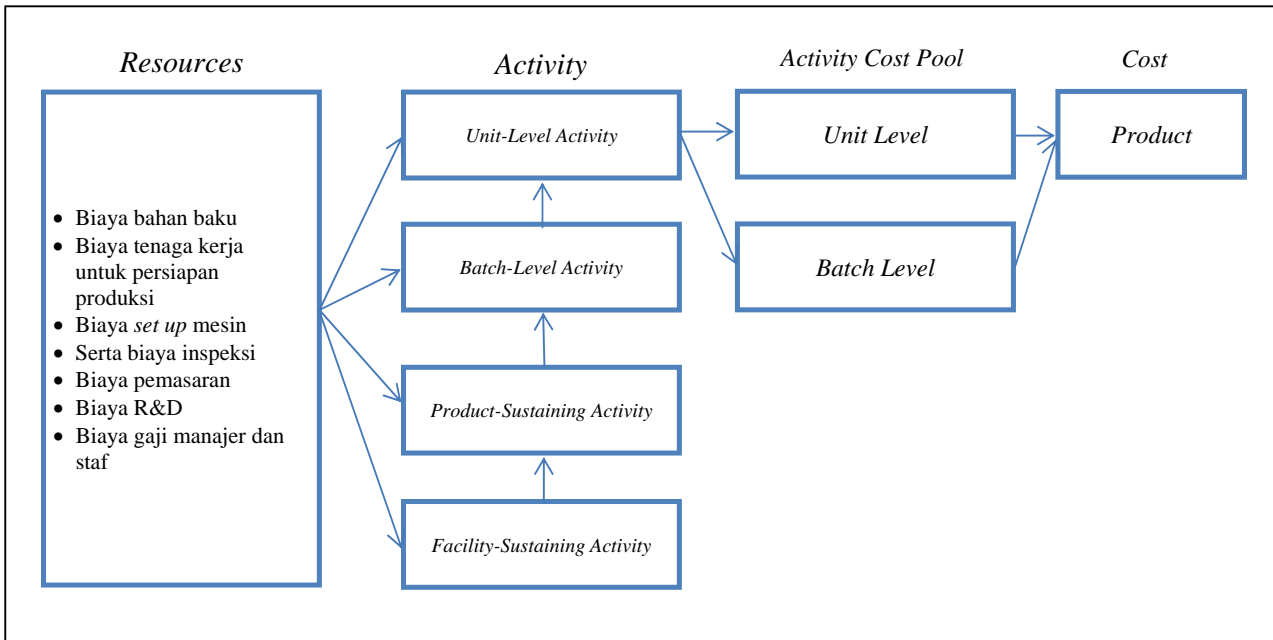 Resources
Activity
Activity Cost Pool
Cost
• Biaya bahan baku
• Biaya tenaga kerja
untuk persiapan
produksi
• Biaya set up mesin
• Serta biaya inspeksi
• Biaya pemasaran
• Biaya R&D
• Biaya gaji manajer dan
staf
Unit-Level Activity
Batch-Level Activity
Product-Sustaining Activity
Facility-Sustaining Activity
Unit Level
Batch Level
Product